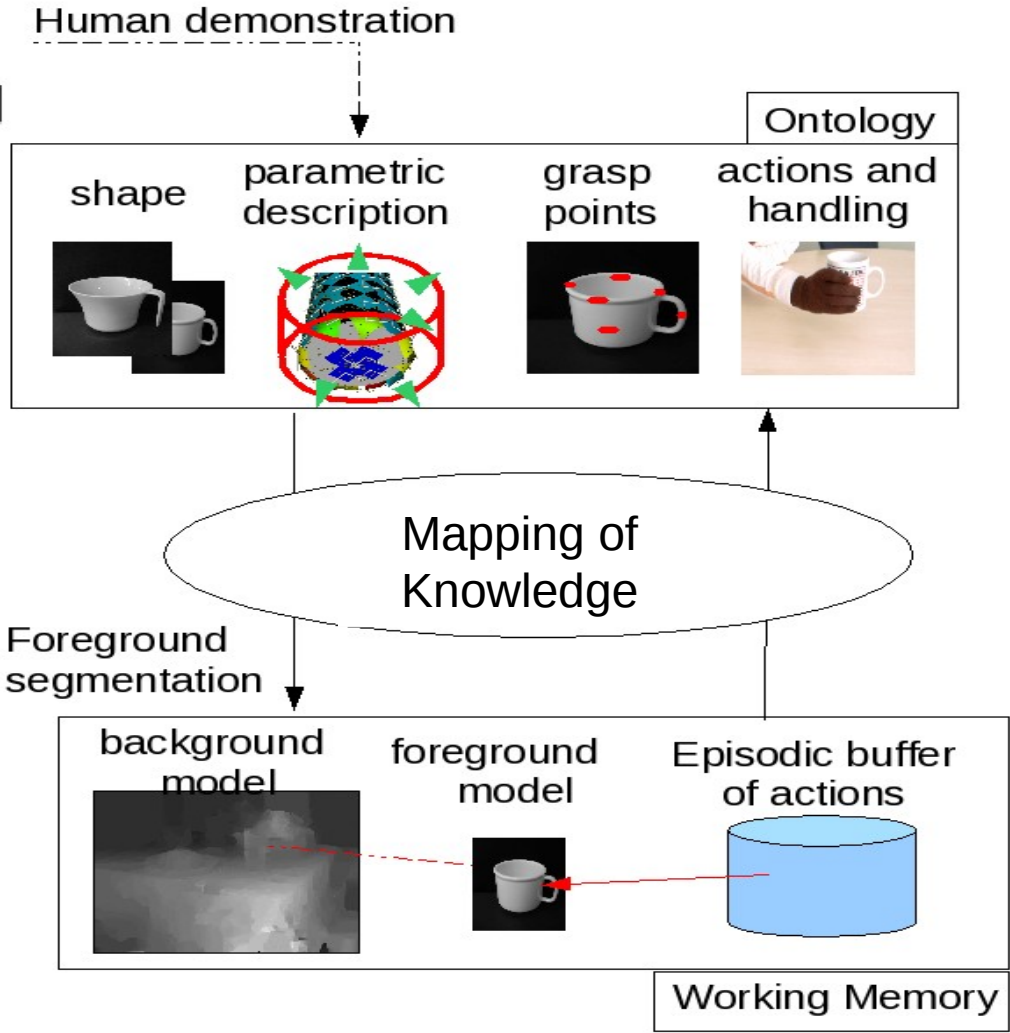 Human demonstration
Ontology
shape
parametric
description
grasp
points
actions and
handling
Mapping of
Knowledge
Foreground
segmentation
background
model
foreground
model
Episodic buffer
of actions
Working Memory